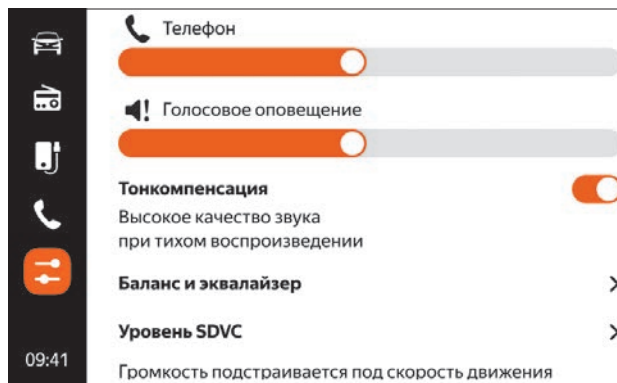 Телефон
Голосовое оповещение
Тонкомпенсация
Высокое качество звука
при тихом воспроизведении
Баланс и эквалайзер
Уровень SDVC
09:41
Громкость подстраивается под скорость движения